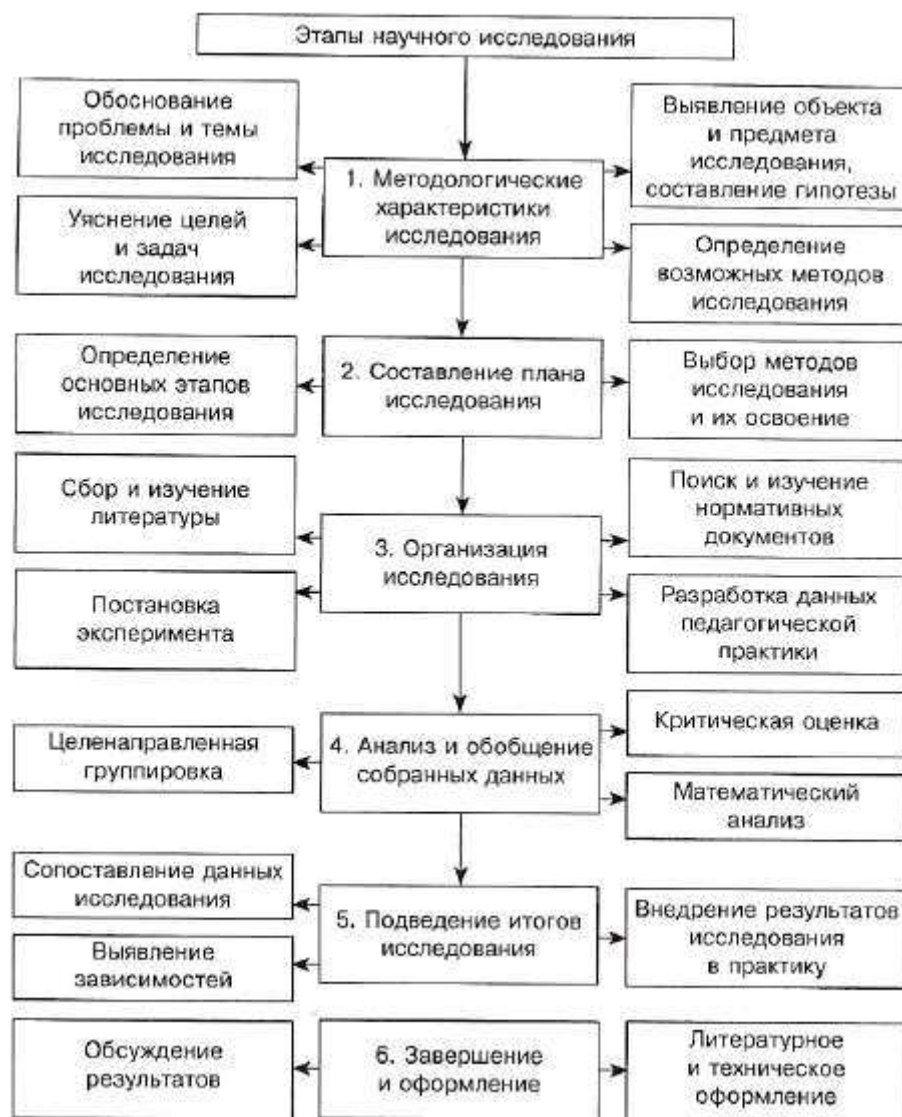 Этапы научного исследования
Обоснование
проблемы и темы
исследования
Выявление объекта
и предмета
исследования,
составление гипотезы
1. Методологические
характеристики
исследования
Уяснение целей
и задач
исследования
Определение
возможных методов
исследования
Определение
основных этапов
исследования
2. Составление плана
исследования
Выбор методов
исследования
и их освоение
Сбор и изучение
литературы
Поиск и изучение
нормативных
документов
3. Организация
исследования
Постановка
эксперимента
Разработка данных
педагогической
практики
Целенаправленная
группировка
4. Анализ и обобщение
собранных данных
Критическая оценка
Математический
анализ
Сопоставление данных
исследования
5. Подведение итогов
исследования
Внедрение результатов
исследования
в практику
Выявление
зависимостей
Обсуждение
результатов
6. Завершение
и оформление
Литературное
и техническое
оформление